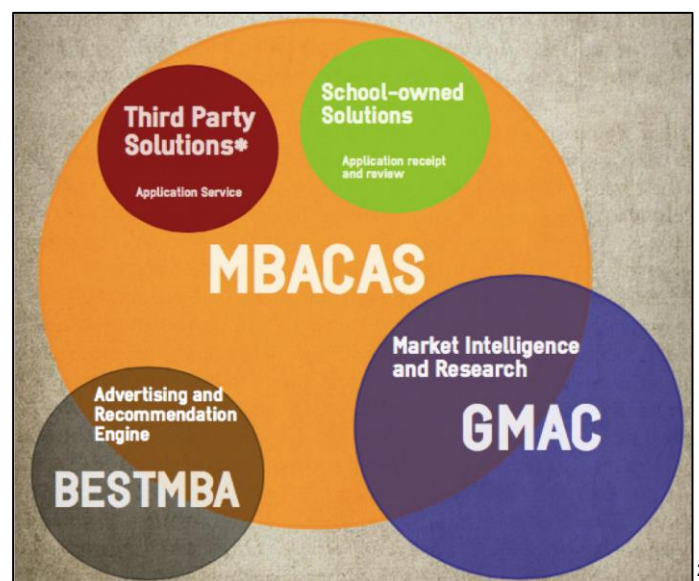 Third Party
Solutions*
Application Service
School-owned
Solutions
Application receipt
and review
MBACAS
Market Intelligence
and Research
GMAC
Advertising and
Recommendation
Engine
BESTMBA